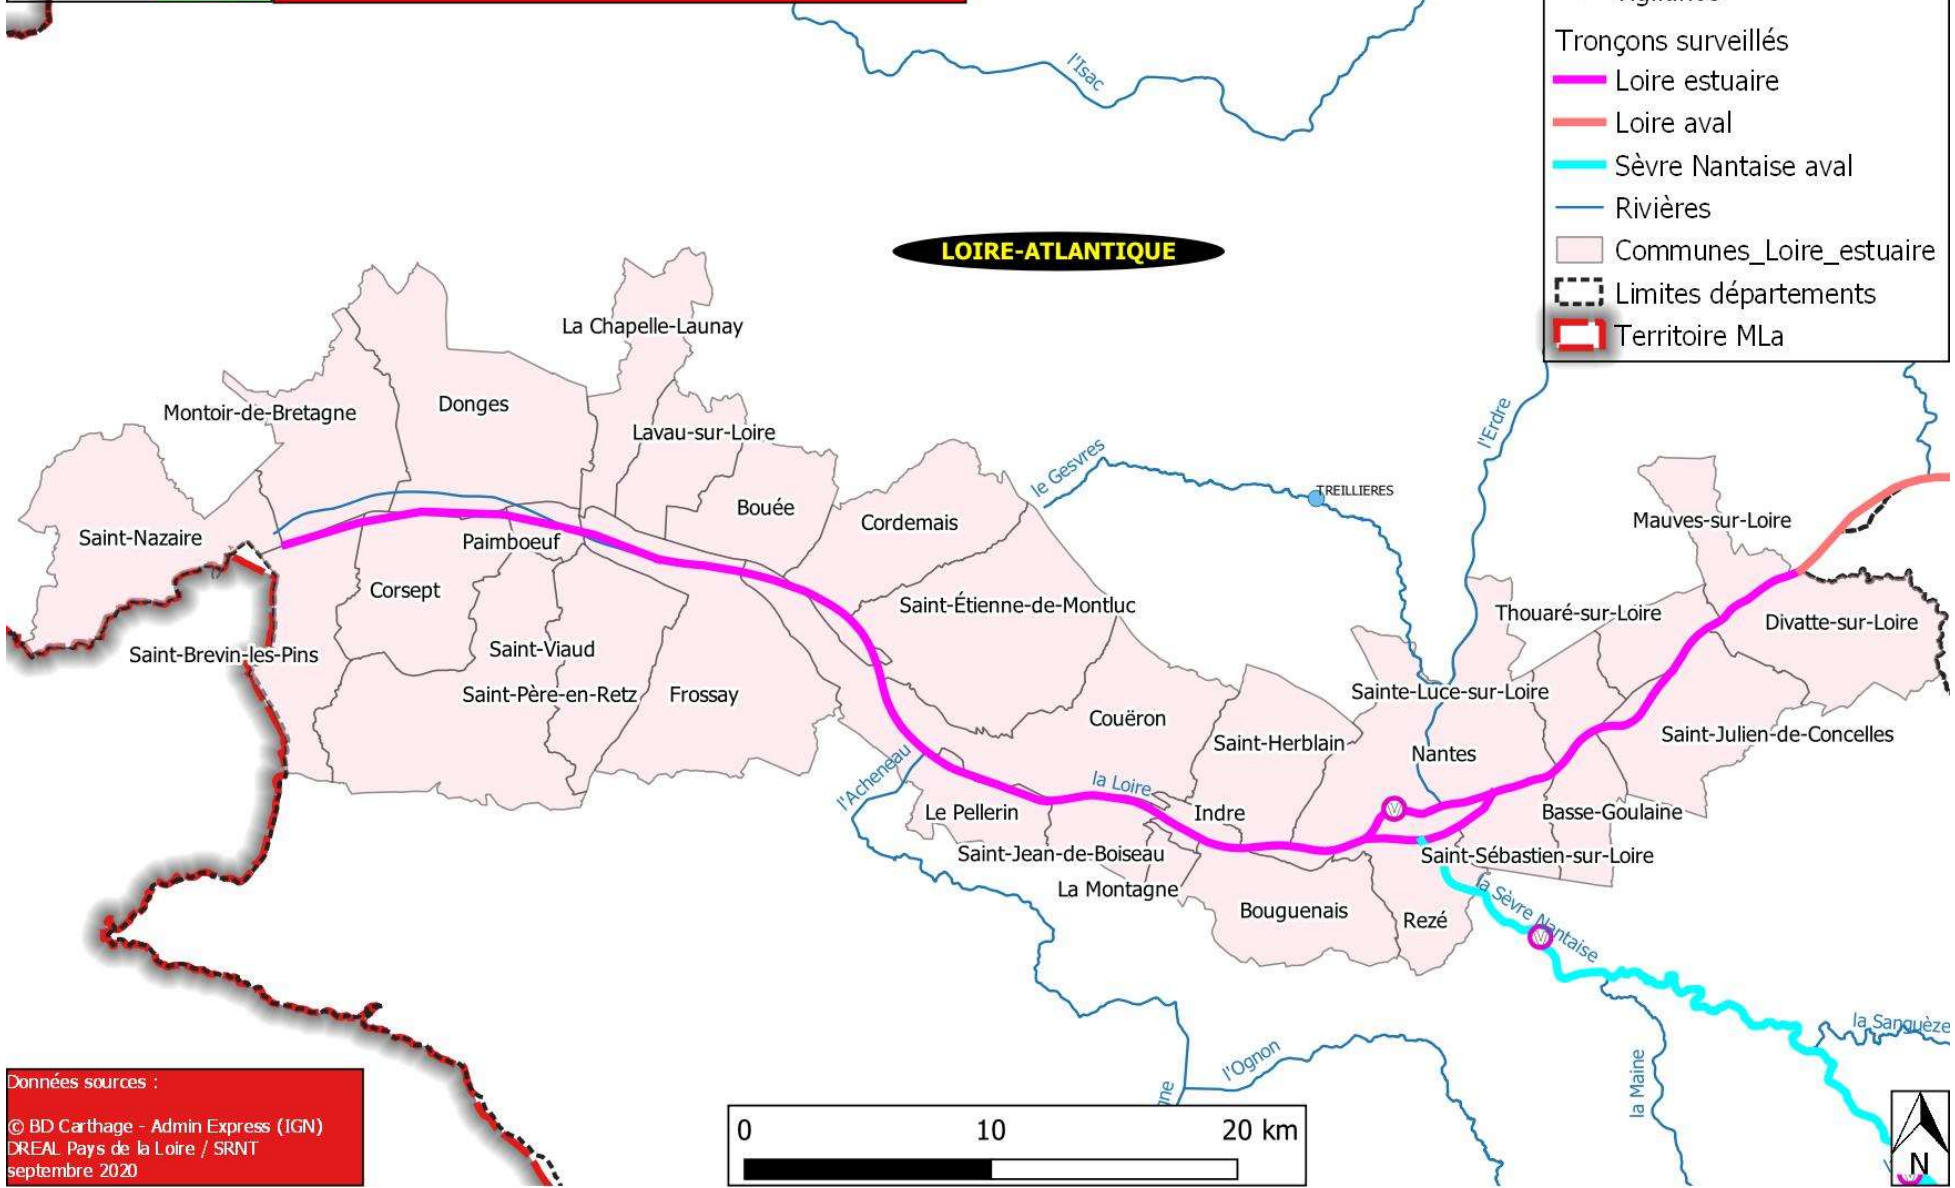 Tronçons surveillés
Loire estuaire
Loire aval
Sèvre Nantaise aval
Rivières
Communes_Loire_estuaire
Limites départements
Territoire MLa
l'Isac
LOIRE-ATLANTIQUE
La Chapelle-Launay
Montoir-de-Bretagne
Donges
Lavau-sur-Loire
l'Erdre
le Gesvres
TREILLIERES
Bouée
Cordemais
Mauves-sur-Loire
Saint-Nazaire
Paimboeuf
Corsept
Saint-Étienne-de-Montluc
Thouaré-sur-Loire
Divatte-sur-Loire
Saint-Brevin-les-Pins
Saint-Viaud
Saint-Père-en-Retz
Frossay
Sainte-Luce-sur-Loire
Couëron
Saint-Herblain
Nantes
Saint-Julien-de-Concelles
l'Acheneau
la Loire
Le Pellerin
Indre
Basse-Goulaine
Saint-Jean-de-Boiseau
Saint-Sébastien-sur-Loire
La Montagne
Bouguenais
Rezé
la Sèvre Nantaise
V
V
la Sanguèze
l'Ognon
la Maine
Données sources :
© BD Carthage - Admin Express (IGN)
DREAL Pays de la Loire / SRNT
septembre 2020
0 10 20 km
N